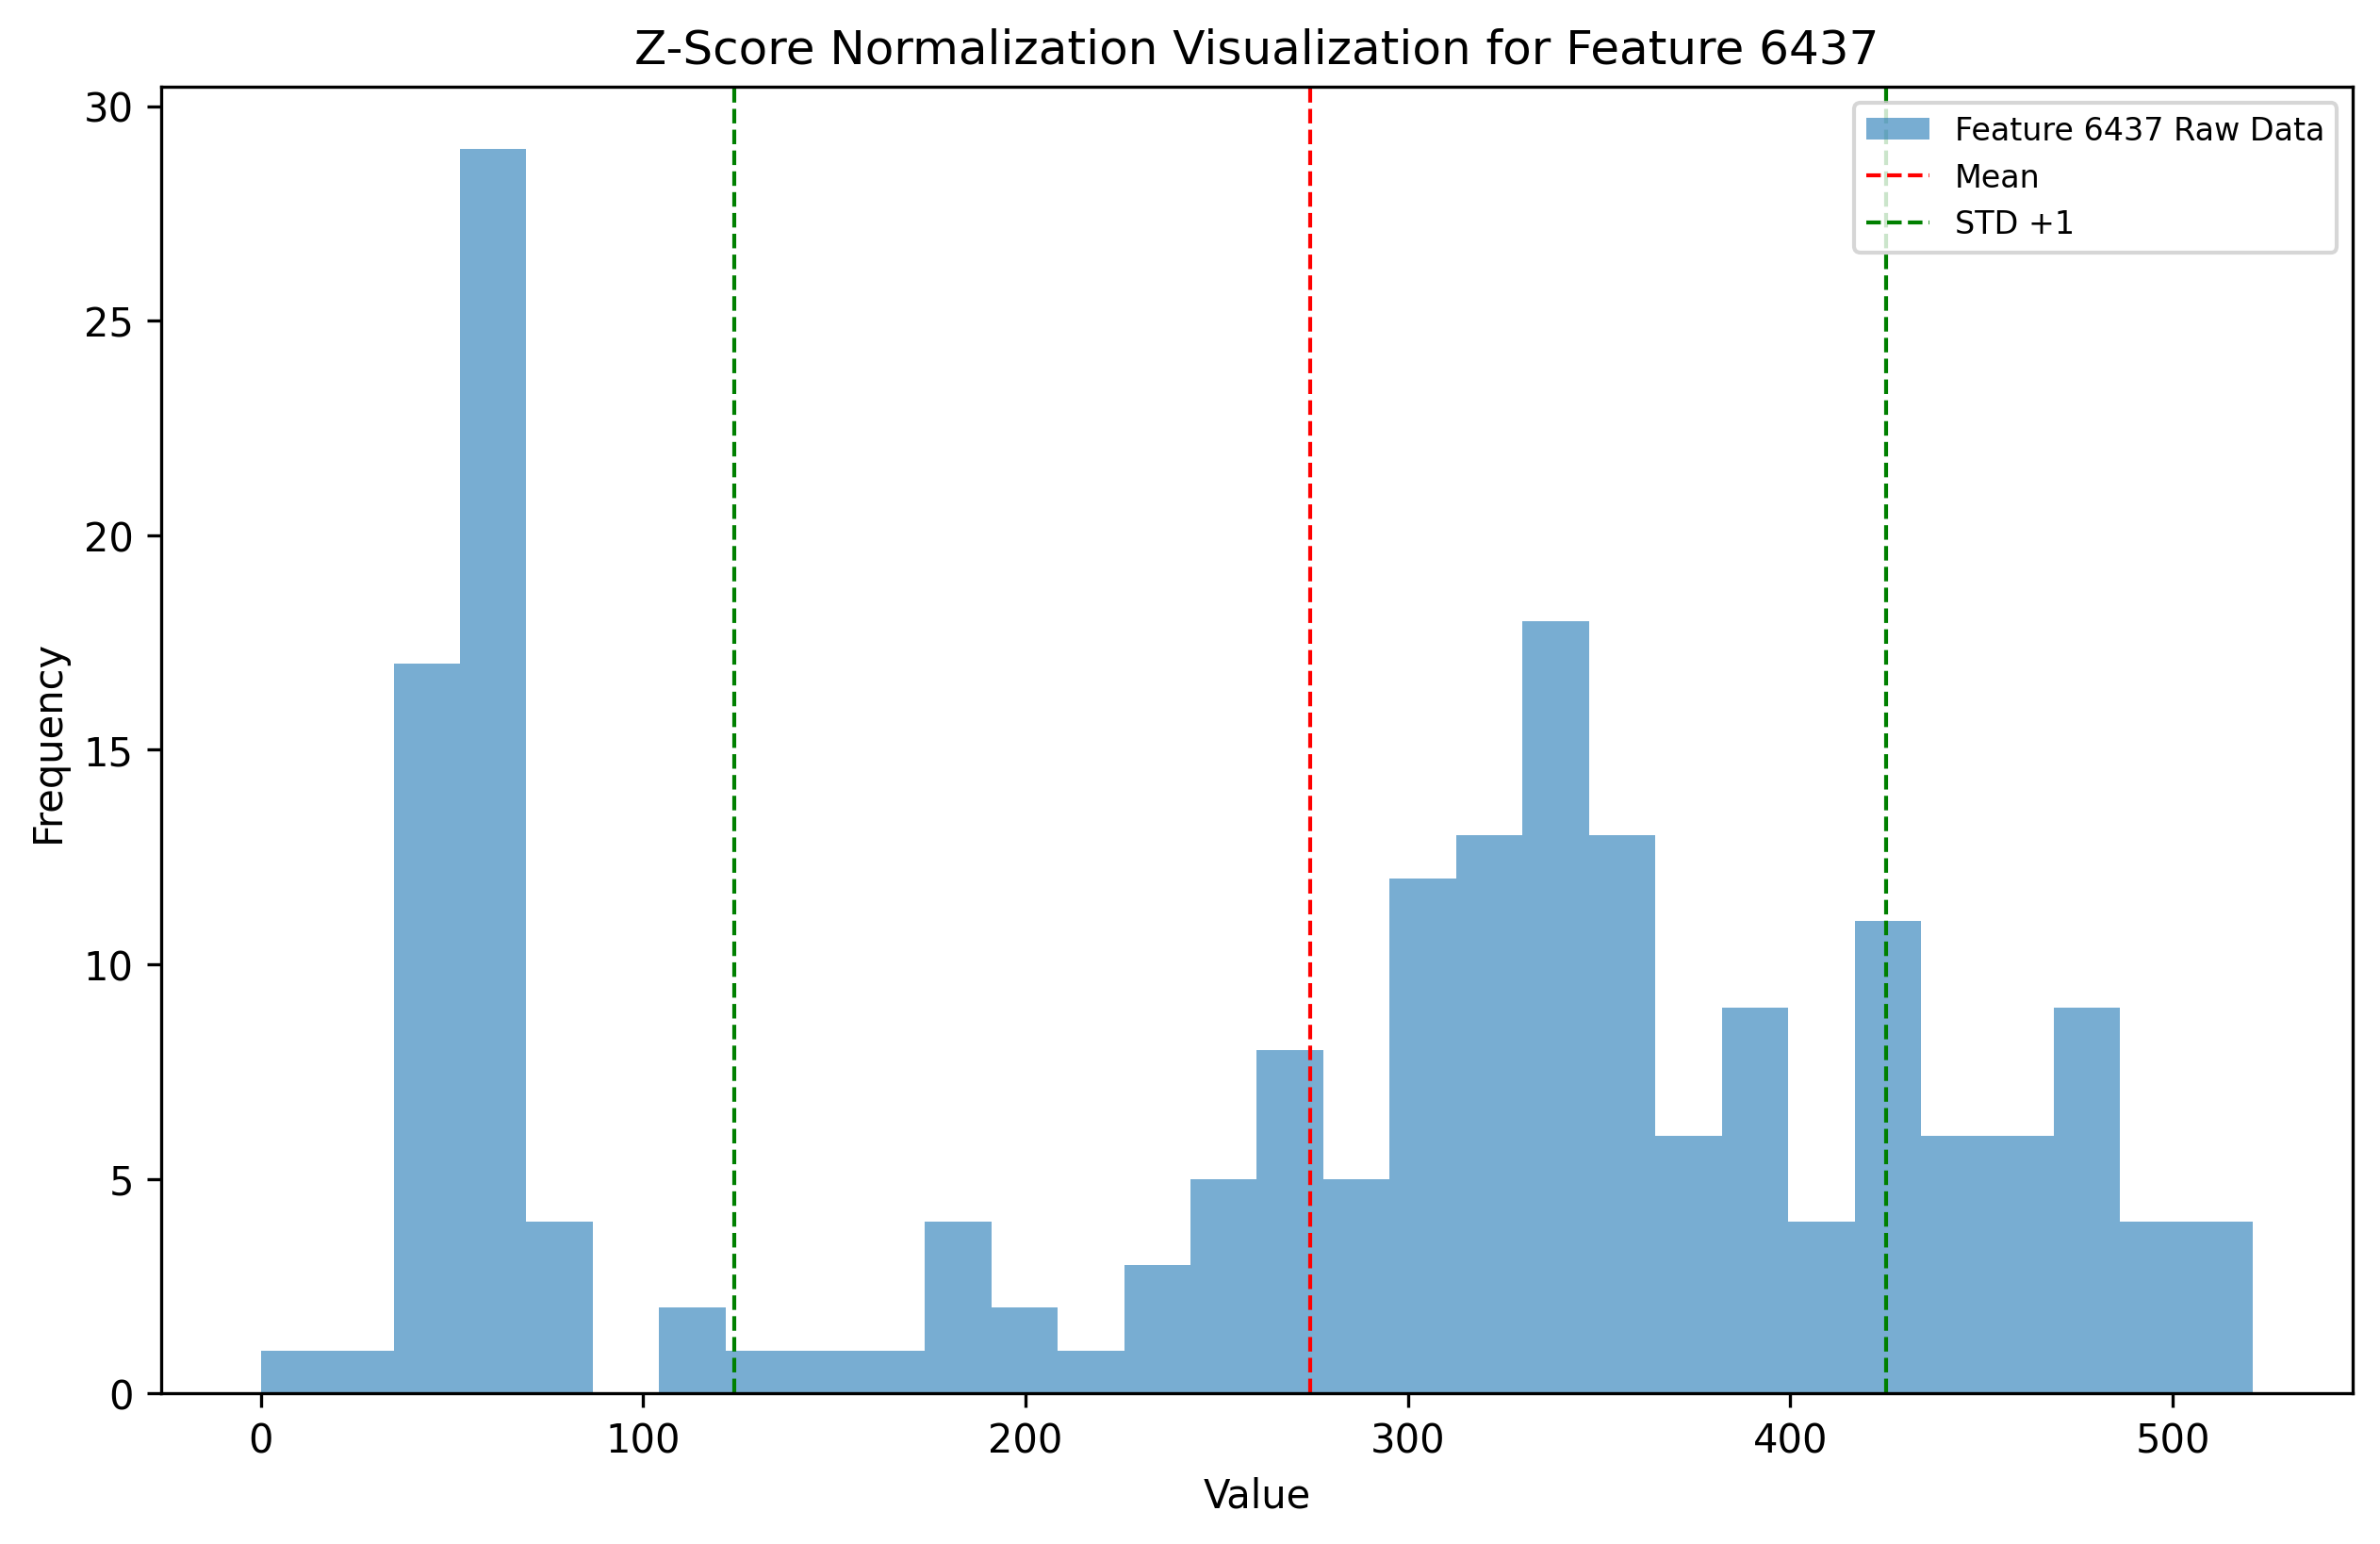 Z-Score Normalization Visualization for Feature 6437
Feature 6437 Raw Data
Mean
STD +1
30
25
20
15
10
5
0
Frequency
0 100 200 300 400 500
Value